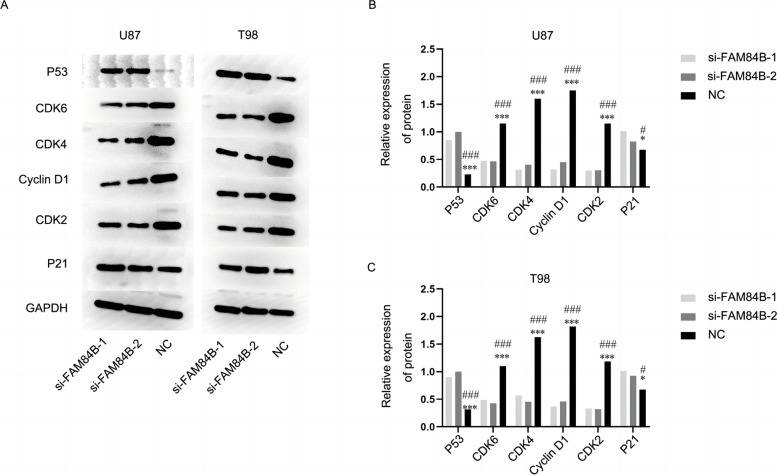 A
U87
T98
P53
CDK6
CDK4
Cyclin D1
CDK2
P21
GAPDH
si-FAM84B-1
si-FAM84B-2
NC
si-FAM84B-1
si-FAM84B-2
NC
B
U87
Relative expression
of protein
2.5
2.0
1.5
1.0
0.5
0.0
###
***
###
***
###
***
###
***
###
***
#
*
P53
CDK6
CDK4
Cyclin D1
CDK2
P21
si-FAM84B-1
si-FAM84B-2
NC
C
T98
Relative expression
of protein
2.5
2.0
1.5
1.0
0.5
0.0
###
***
###
***
###
***
###
***
###
***
#
*
P53
CDK6
CDK4
Cyclin D1
CDK2
P21
si-FAM84B-1
si-FAM84B-2
NC